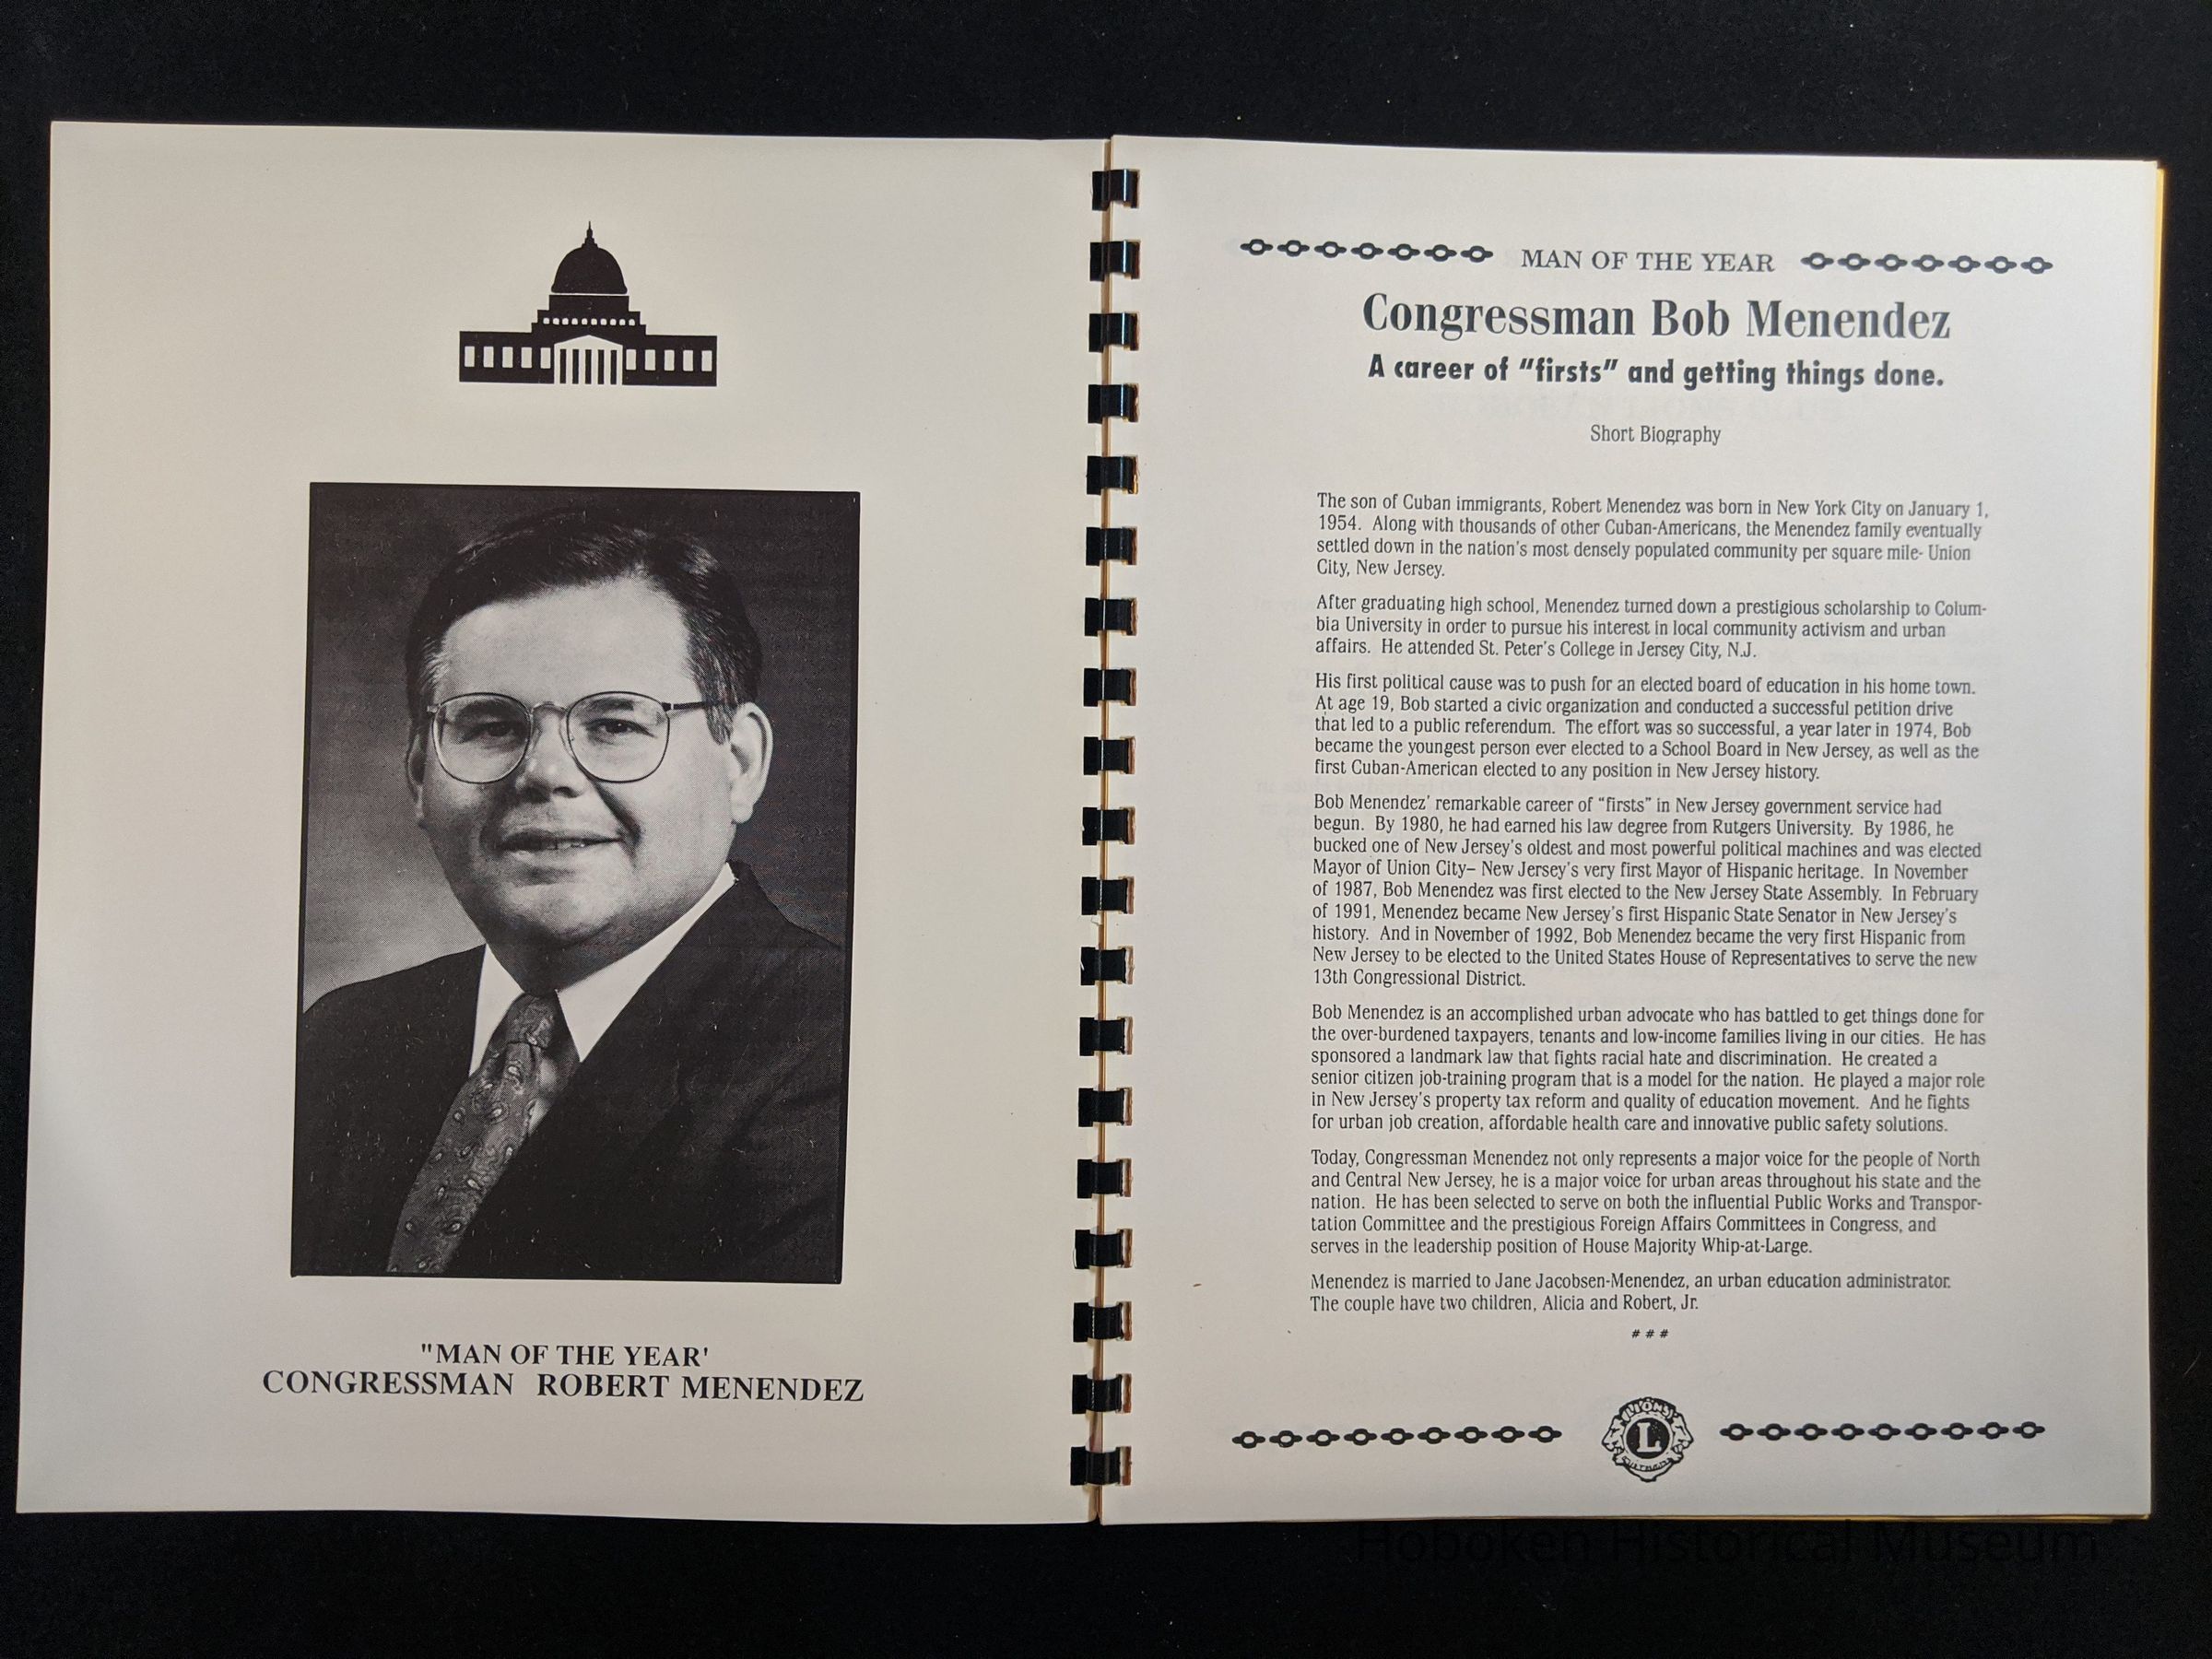 "MAN OF THE YEAR'
CONGRESSMAN ROBERT MENENDEZ
MAN OF THE YEAR
Congressman Bob Menendez
A career of “firsts” and getting things done.
Short Biography
The son of Cuban immigrants, Robert Menendez was born in New York City on January 1,
1954. Along with thousands of other Cuban-Americans, the Menendez family eventually
settled down in the nation's most densely populated community per square mile- Union
City, New Jersey.
After graduating high school, Menendez turned down a prestigious scholarship to Colum-
bia University in order to pursue his interest in local community activism and urban
affairs. He attended St. Peter's College in Jersey City, N.J.
His first political cause was to push for an elected board of education in his home town.
At age 19, Bob started a civic organization and conducted a successful petition drive
that led to a public referendum. The effort was so successful, a year later in 1974, Bob
became the youngest person ever elected to a School Board in New Jersey, as well as the
first Cuban-American elected to any position in New Jersey history.
Bob Menendez' remarkable career of “firsts” in New Jersey government service had
begun. By 1980, he had earned his law degree from Rutgers University. By 1986, he
bucked one of New Jersey's oldest and most powerful political machines and was elected
Mayor of Union City– New Jersey's very first Mayor of Hispanic heritage. In November
of 1987, Bob Menendez was first elected to the New Jersey State Assembly. In February
of 1991, Menendez became New Jersey's first Hispanic State Senator in New Jersey's
history. And in November of 1992, Bob Menendez became the very first Hispanic from
New Jersey to be elected to the United States House of Representatives to serve the new
13th Congressional District.
Bob Menendez is an accomplished urban advocate who has battled to get things done for
the over-burdened taxpayers, tenants and low-income families living in our cities. He has
sponsored a landmark law that fights racial hate and discrimination. He created a
senior citizen job-training program that is a model for the nation. He played a major role
in New Jersey's property tax reform and quality of education movement. And he fights
for urban job creation, affordable health care and innovative public safety solutions.
Today, Congressman Menendez not only represents a major voice for the people of North
and Central New Jersey, he is a major voice for urban areas throughout his state and the
nation. He has been selected to serve on both the influential Public Works and Transpor-
tation Committee and the prestigious Foreign Affairs Committees in Congress, and
serves in the leadership position of House Majority Whip-at-Large.
Menendez is married to Jane Jacobsen-Menendez, an urban education administrator.
The couple have two children, Alicia and Robert, Jr.
# # #
LIONS
L
Hoboken Historical Museum